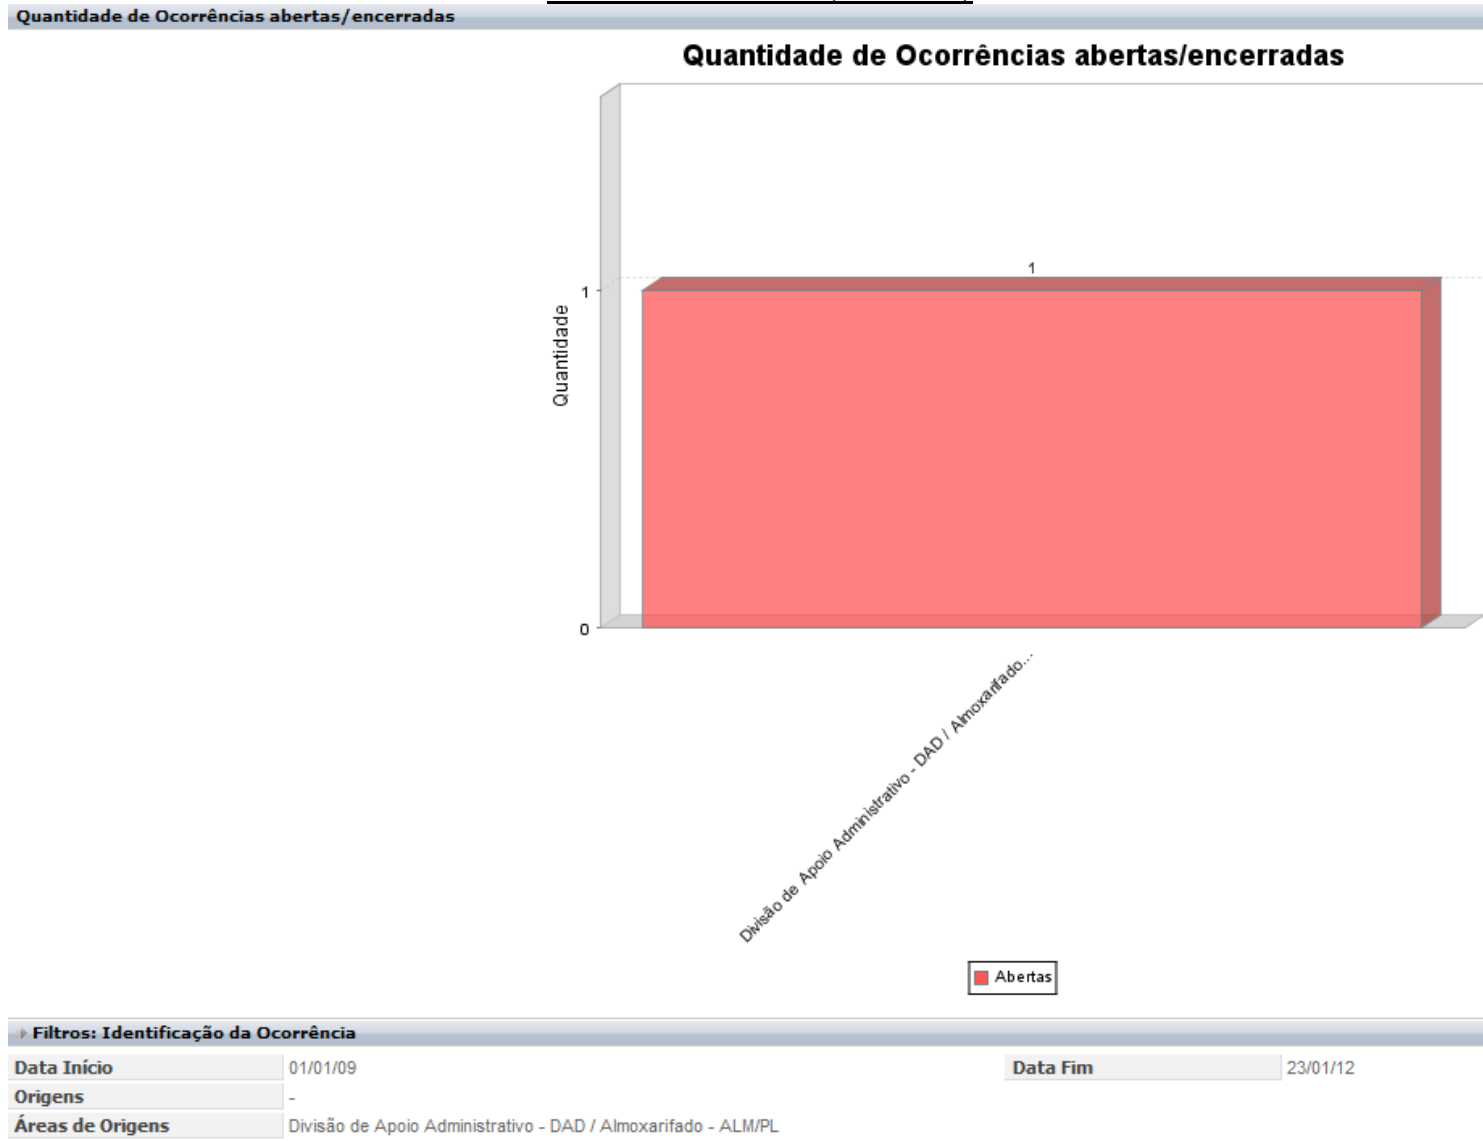 Quantidade de Ocorrências abertas/encerradas
Quantidade de Ocorrências abertas/encerradas
1
1
Quantidade
0
Divisão de Apoio Administrativo - DAD / Almoxarifado...
Abertas
Filtros: Identificação da Ocorrência
Data Início 01/01/09 Data Fim 23/01/12
Origens -
Áreas de Origens Divisão de Apoio Administrativo - DAD / Almoxarifado - ALM/PL